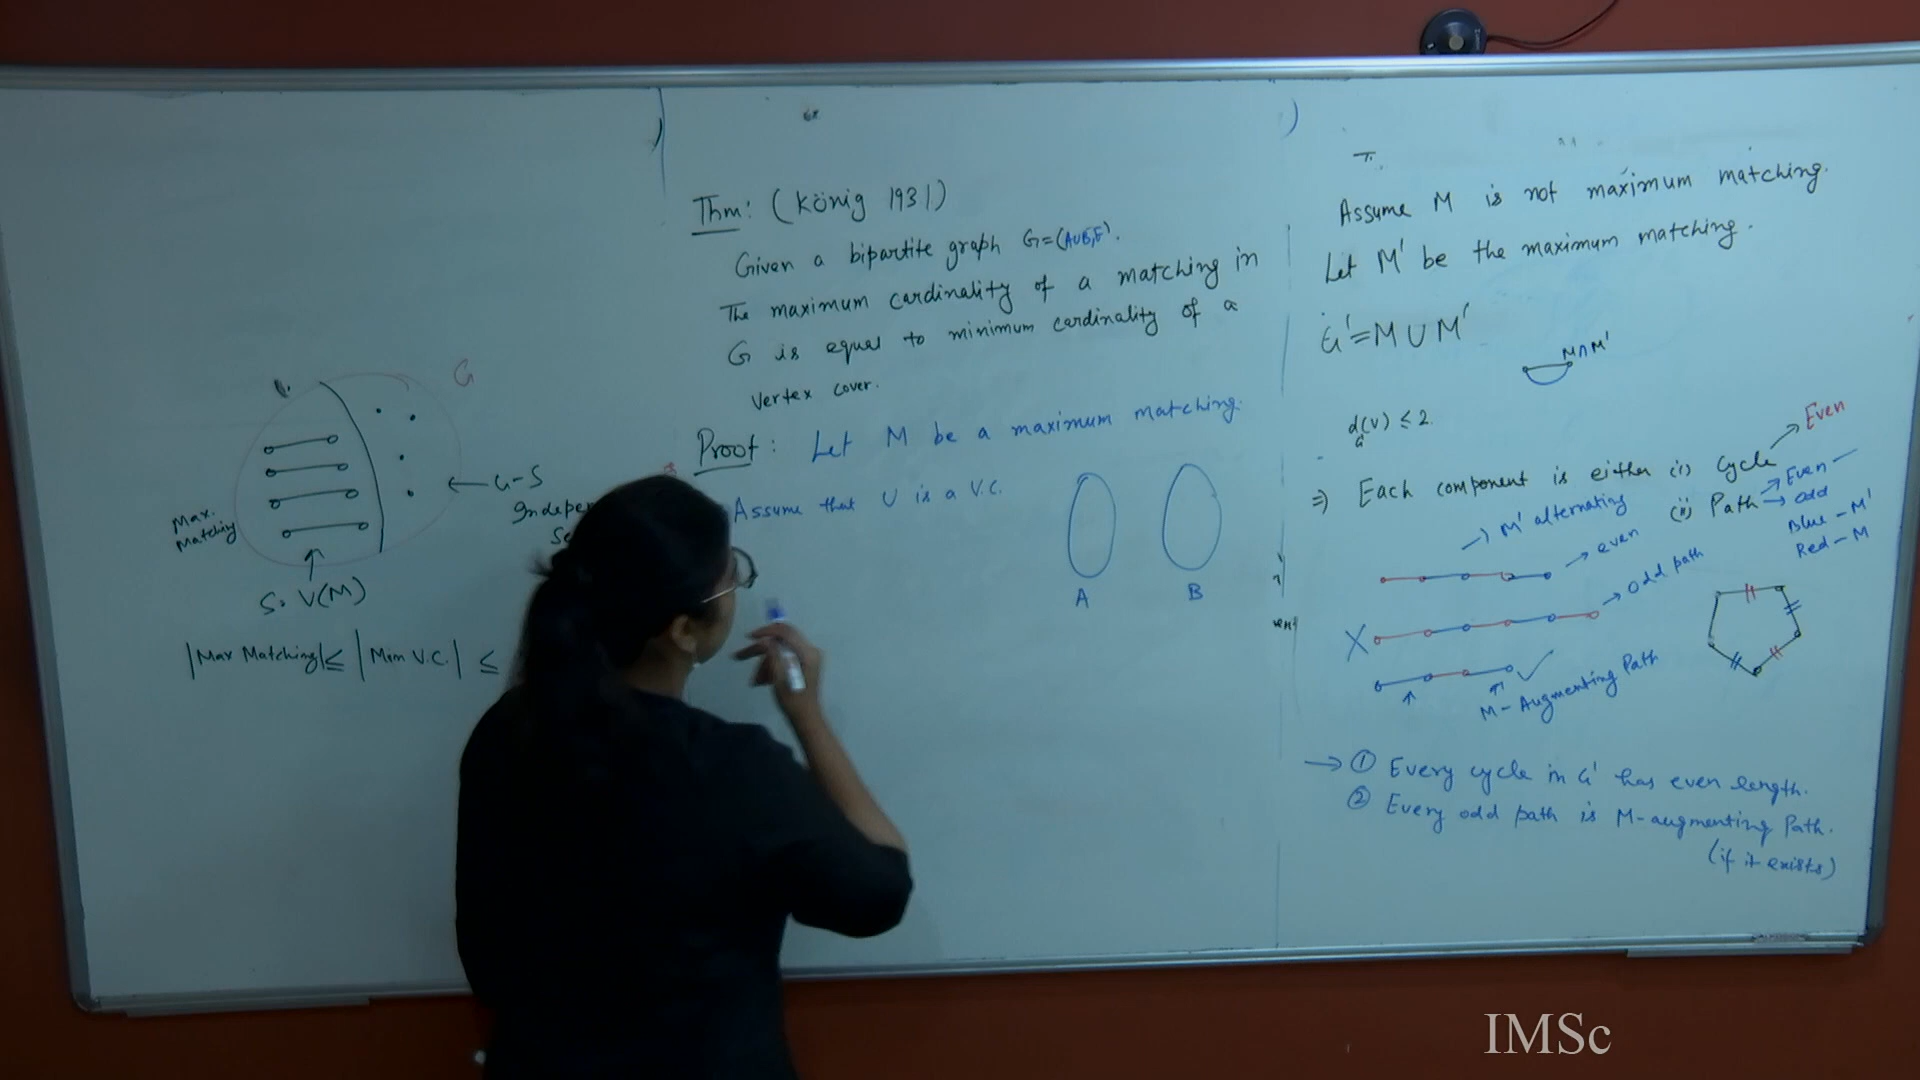 G
G-S
Indepe
Se
Max.
Matching
S= V(M)
|Max Matching| ≤ |Min V.C.| ≤
Thm: (König 1931)
Given a bipartite graph G=(A∪B,E).
The maximum cardinality of a matching in
G is equal to minimum cardinality of a
vertex cover.
Proof: Let M be a maximum matching.
Assume that U is a V.C.
A B
Assume M is not maximum matching.
Let M' be the maximum matching.
G'=M∪M'
M∩M'
d(v) ≤ 2.
G
⇒ Each component is either (i) Cycle → Even
(ii) Path → Even
→ odd
→ M' alternating
→ even
→ odd path
Blue - M'
Red - M
X
M-Augmenting Path
→ ① Every cycle in G' has even length.
② Every odd path is M-augmenting Path.
(if it exists)
IMSc